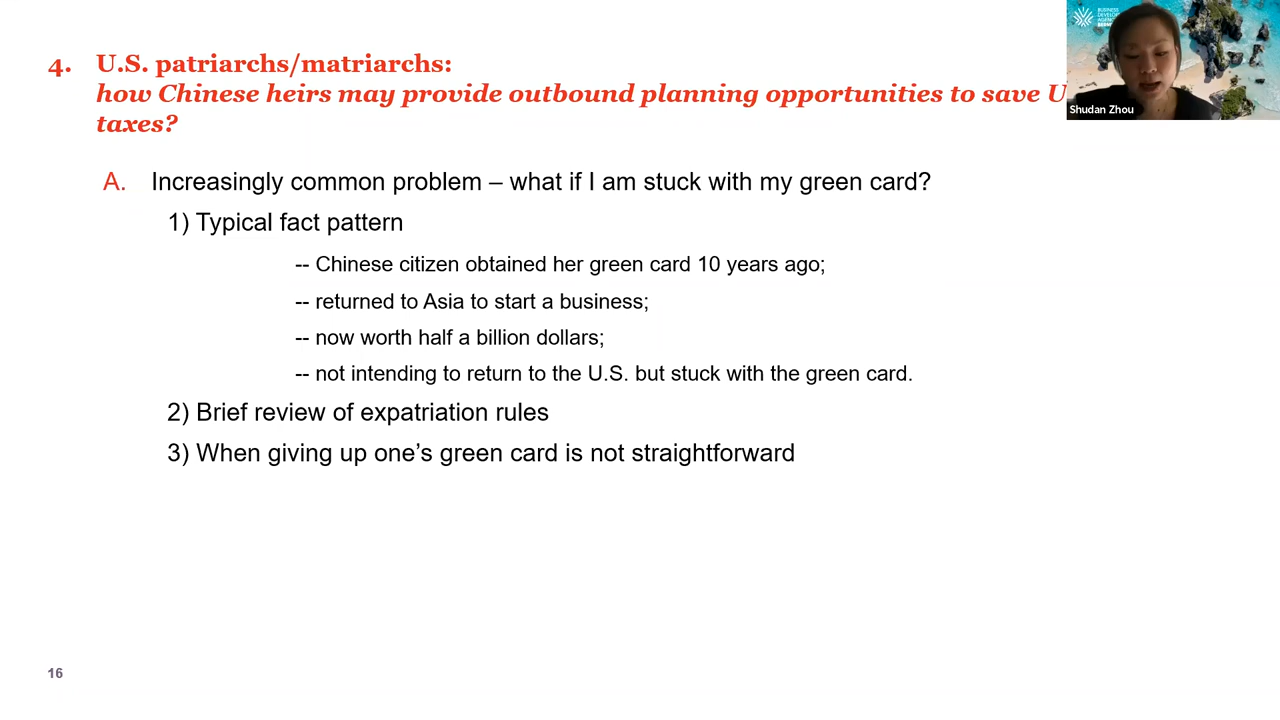 4. U.S. patriarchs/matriarchs:
how Chinese heirs may provide outbound planning opportunities to save
taxes?
A. Increasingly common problem – what if I am stuck with my green card?
1) Typical fact pattern
-- Chinese citizen obtained her green card 10 years ago;
-- returned to Asia to start a business;
-- now worth half a billion dollars;
-- not intending to return to the U.S. but stuck with the green card.
2) Brief review of expatriation rules
3) When giving up one’s green card is not straightforward
16
BUSINESS
Shudan Zhou